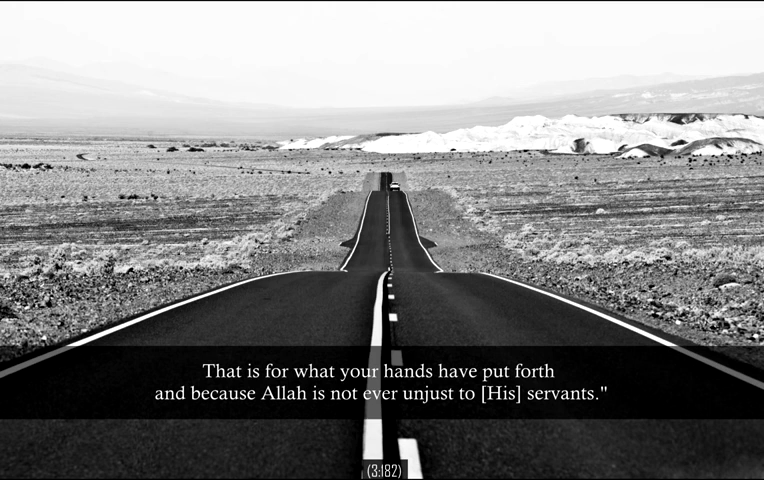 That is for what your hands have put forth
and because Allah is not ever unjust to [His] servants."
(3:182)